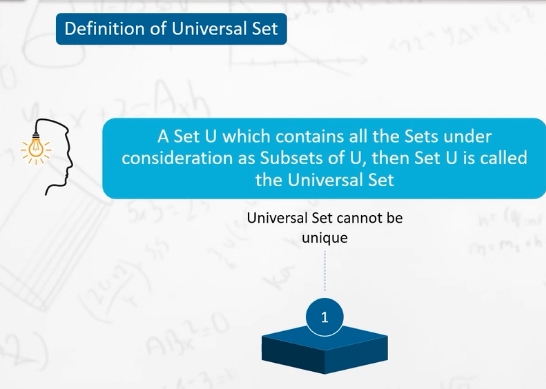 Definition of Universal Set
A Set U which contains all the Sets under
consideration as Subsets of U, then Set U is called
the Universal Set
Universal Set cannot be
unique
1